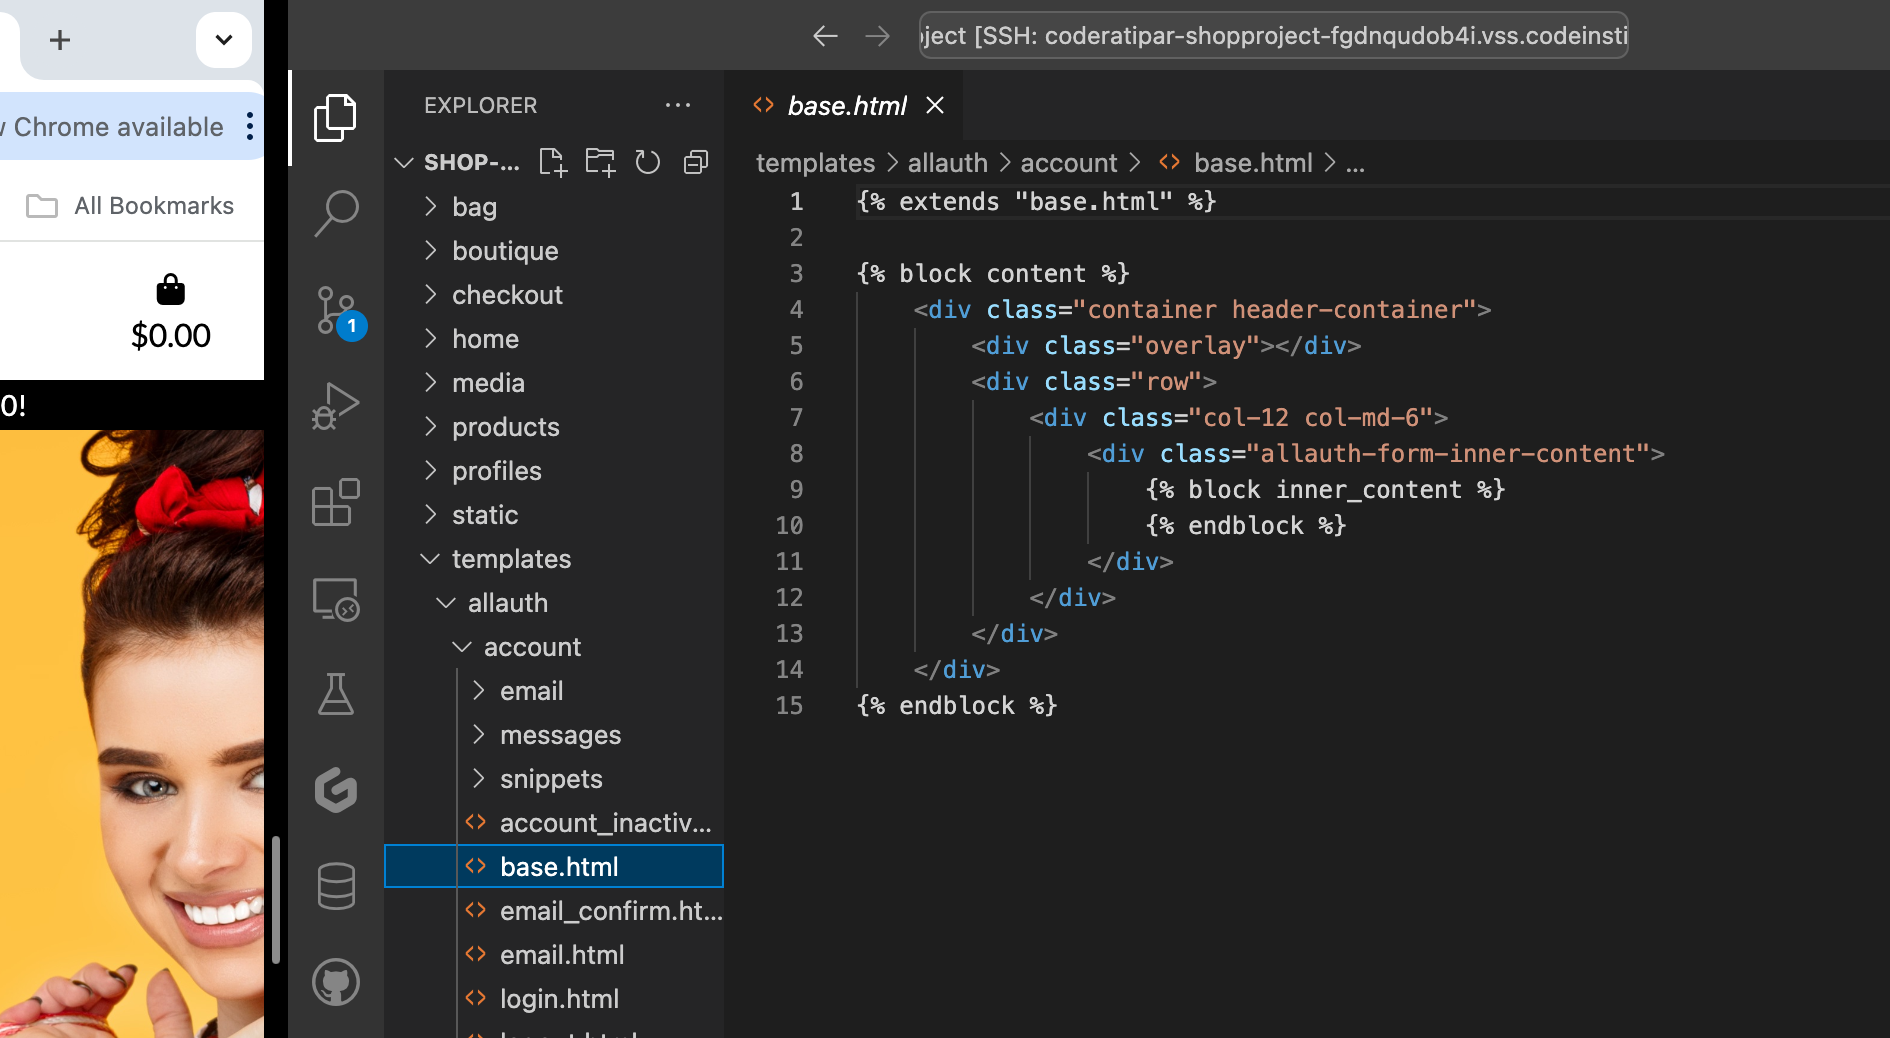 Chrome available
All Bookmarks
$0.00
0!
[SSH: coderatipar-shopproject-fgdnqudob4i.vss.codeinsti
1
EXPLORER
SHOP-...
bag
boutique
checkout
home
media
products
profiles
static
templates
allauth
account
email
messages
snippets
account_inactiv...
base.html
email_confirm.ht...
email.html
login.html
base.html
templates > allauth > account > <> base.html > ...
1 {% extends "base.html" %}
2
3 {% block content %}
4 <div class="container header-container">
5 <div class="overlay"></div>
6 <div class="row">
7 <div class="col-12 col-md-6">
8 <div class="allauth-form-inner-content">
9 {% block inner_content %}
10 {% endblock %}
11 </div>
12 </div>
13 </div>
14 </div>
15 {% endblock %}